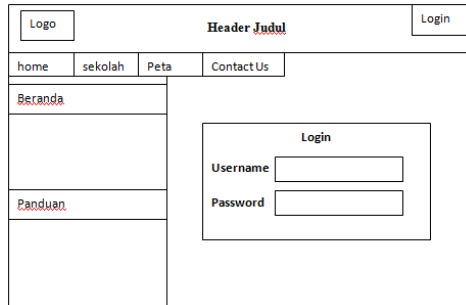 Logo
Header Judul
Login
home sekolah Peta Contact Us
Beranda
Login
Username
Password
Panduan